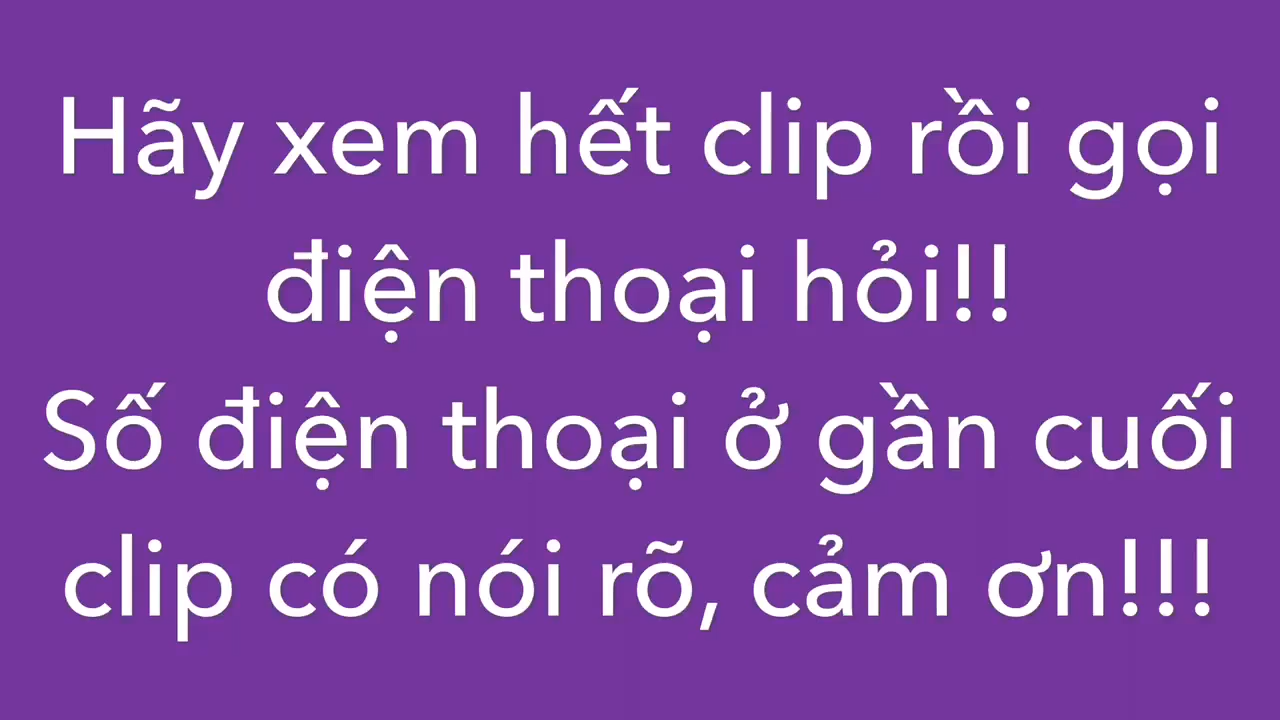 Hãy xem hết clip rồi gọi
điện thoại hỏi!!
Số điện thoại ở gần cuối
clip có nói rõ, cảm ơn!!!